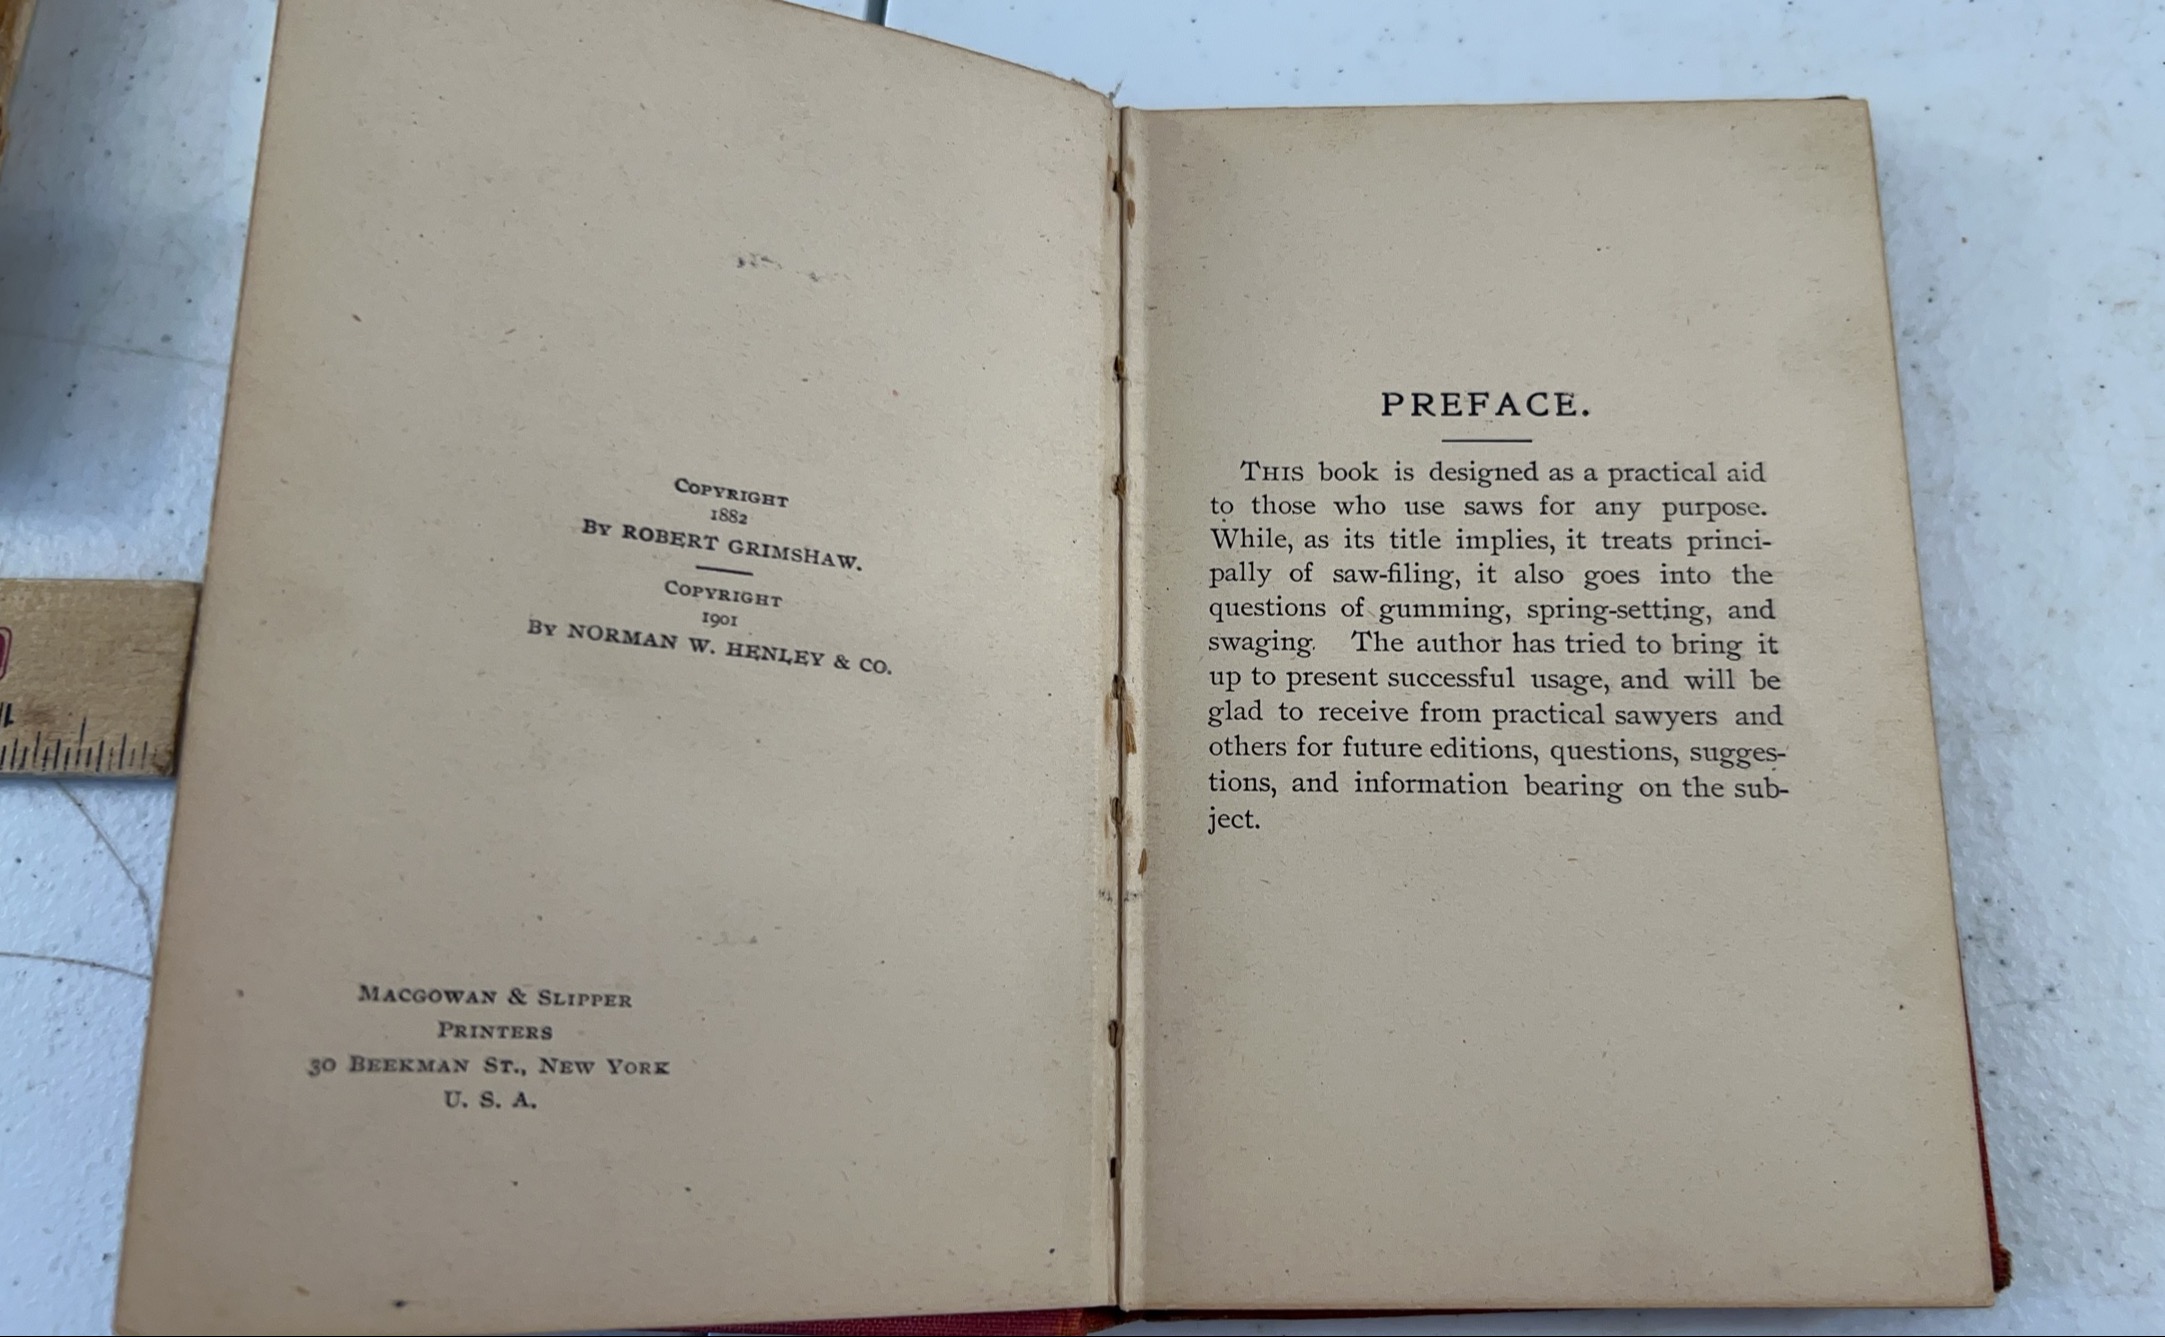 COPYRIGHT
1882
BY ROBERT GRIMSHAW.
COPYRIGHT
1901
BY NORMAN W. HENLEY & CO.
MACGOWAN & SLIPPER
PRINTERS
30 BEEKMAN ST., NEW YORK
U. S. A.
PREFACE.
THIS book is designed as a practical aid
to those who use saws for any purpose.
While, as its title implies, it treats princi-
pally of saw-filing, it also goes into the
questions of gumming, spring-setting, and
swaging. The author has tried to bring it
up to present successful usage, and will be
glad to receive from practical sawyers and
others for future editions, questions, sugges-
tions, and information bearing on the sub-
ject.